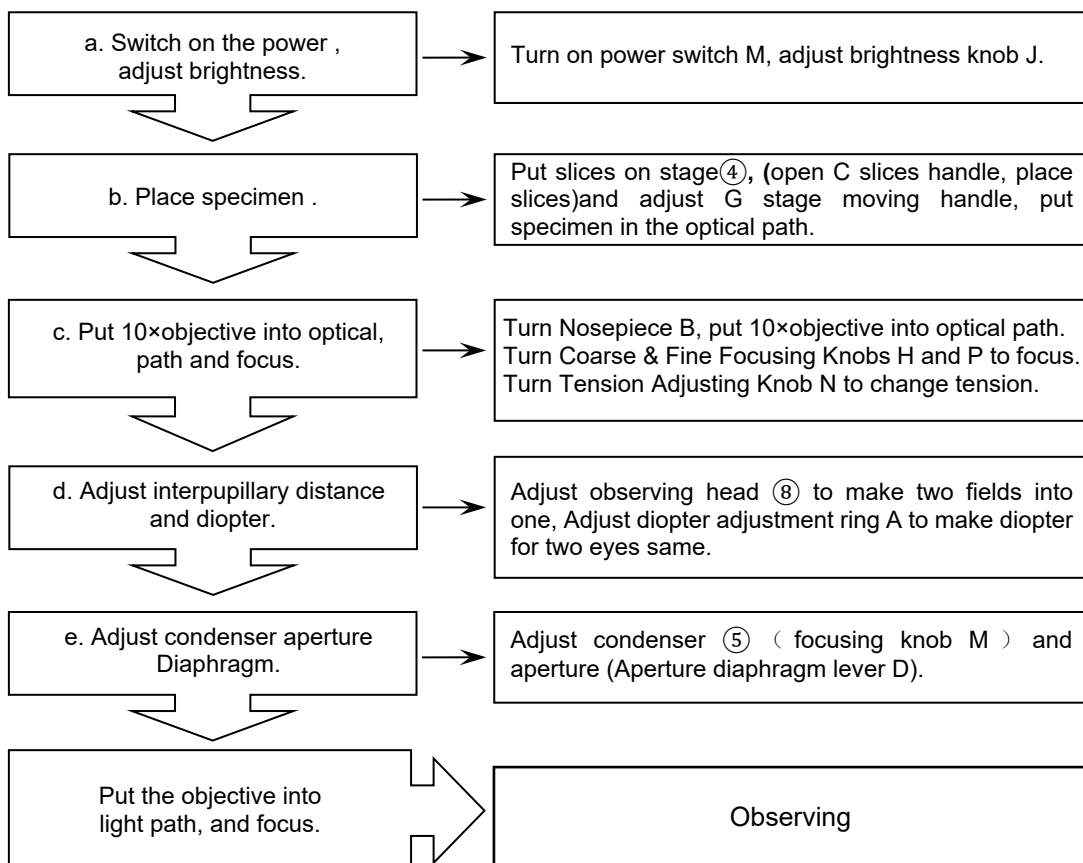 a. Switch on the power ,
adjust brightness.
Turn on power switch M, adjust brightness knob J.
b. Place specimen .
Put slices on stage④, (open C slices handle, place
slices)and adjust G stage moving handle, put
specimen in the optical path.
c. Put 10×objective into optical,
path and focus.
Turn Nosepiece B, put 10×objective into optical path.
Turn Coarse & Fine Focusing Knobs H and P to focus.
Turn Tension Adjusting Knob N to change tension.
d. Adjust interpupillary distance
and diopter.
Adjust observing head ⑧ to make two fields into
one, Adjust diopter adjustment ring A to make diopter
for two eyes same.
e. Adjust condenser aperture
Diaphragm.
Adjust condenser ⑤（focusing knob M）and
aperture (Aperture diaphragm lever D).
Put the objective into
light path, and focus.
Observing